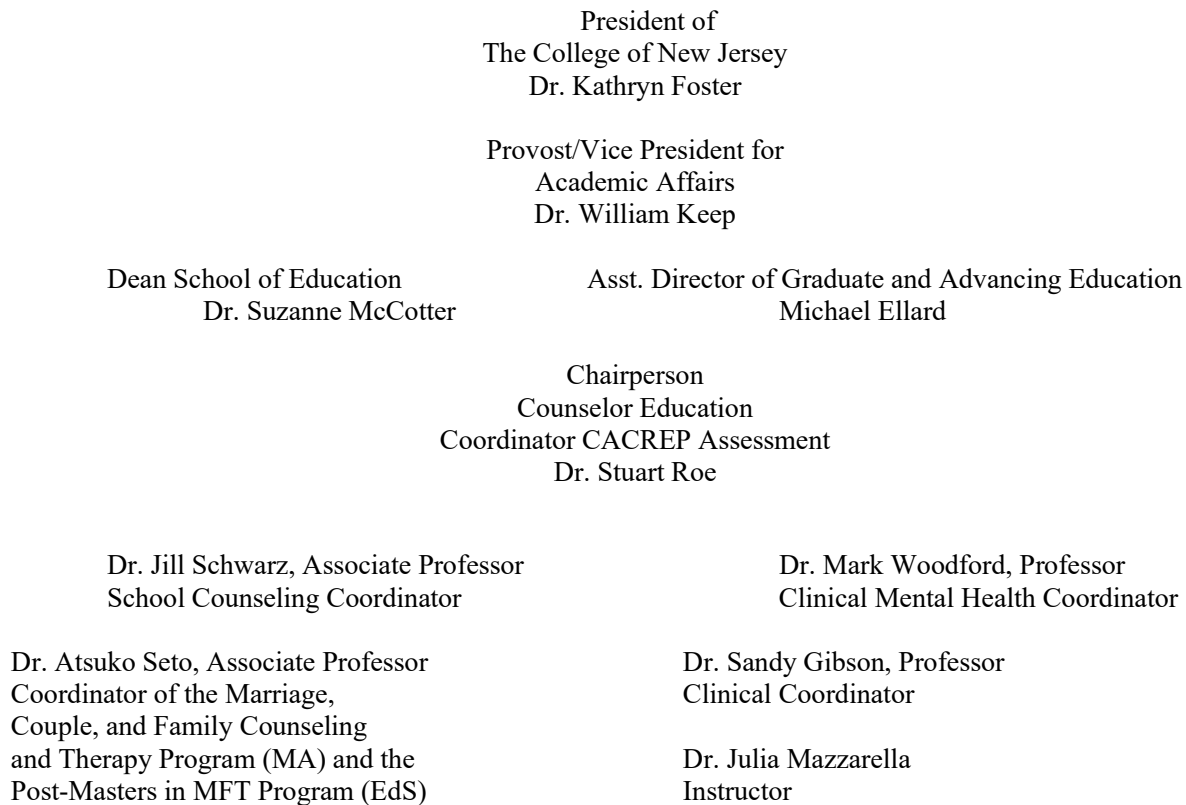 President of
The College of New Jersey
Dr. Kathryn Foster
Provost/Vice President for
Academic Affairs
Dr. William Keep
Dean School of Education
Dr. Suzanne McCotter
Asst. Director of Graduate and Advancing Education
Michael Ellard
Chairperson
Counselor Education
Coordinator CACREP Assessment
Dr. Stuart Roe
Dr. Jill Schwarz, Associate Professor
School Counseling Coordinator
Dr. Mark Woodford, Professor
Clinical Mental Health Coordinator
Dr. Atsuko Seto, Associate Professor
Coordinator of the Marriage,
Couple, and Family Counseling
and Therapy Program (MA) and the
Post-Masters in MFT Program (EdS)
Dr. Sandy Gibson, Professor
Clinical Coordinator
Dr. Julia Mazzarella
Instructor